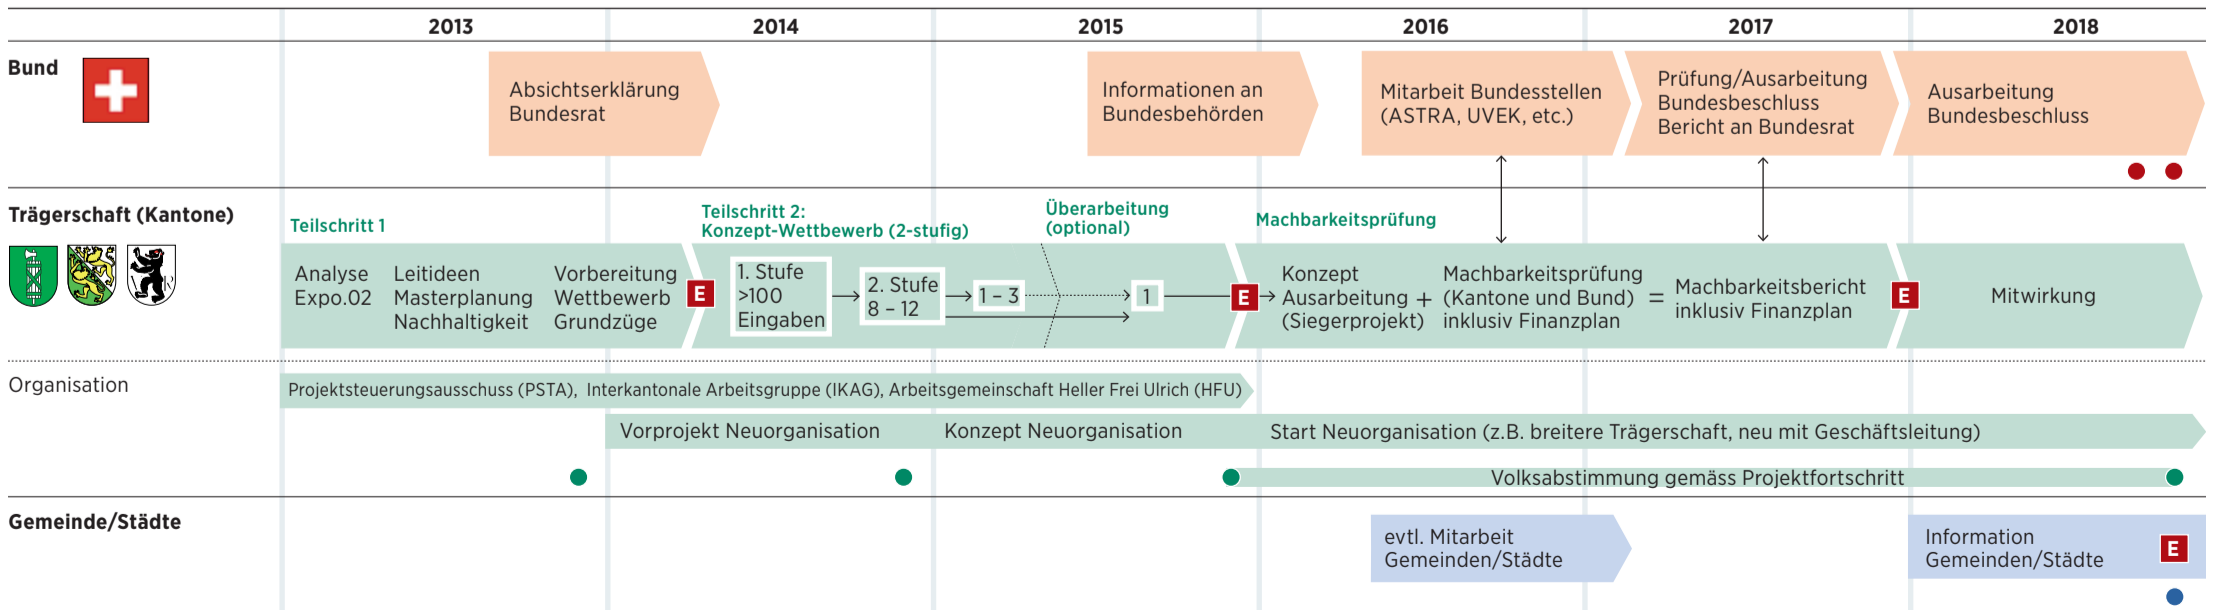 2013 2014 2015 2016 2017 2018
Bund
Absichtserklärung
Bundesrat
Informationen an
Bundesbehörden
Mitarbeit Bundesstellen
(ASTRA, UVEK, etc.)
Prüfung/Ausarbeitung
Bundesbeschluss
Bericht an Bundesrat
Ausarbeitung
Bundesbeschluss
Trägerschaft (Kantone)
Teilschritt 1
Teilschritt 2:
Konzept-Wettbewerb (2-stufig)
Überarbeitung
(optional)
Machbarkeitsprüfung
Analyse
Expo.02
Leitideen
Masterplanung
Nachhaltigkeit
Vorbereitung
Wettbewerb
Grundzüge
E
1. Stufe
>100
Eingaben
2. Stufe
8 – 12
1 – 3
1
E
Konzept
Ausarbeitung
(Siegerprojekt)
+
Machbarkeitsprüfung
(Kantone und Bund)
inklusiv Finanzplan
=
Machbarkeitsbericht
inklusiv Finanzplan
E
Mitwirkung
Organisation
Projektsteuerungsausschuss (PSTA), Interkantonale Arbeitsgruppe (IKAG), Arbeitsgemeinschaft Heller Frei Ulrich (HFU)
Vorprojekt Neuorganisation
Konzept Neuorganisation
Start Neuorganisation (z.B. breitere Trägerschaft, neu mit Geschäftsleitung)
Volksabstimmung gemäss Projektfortschritt
Gemeinde/Städte
evtl. Mitarbeit
Gemeinden/Städte
Information
Gemeinden/Städte
E